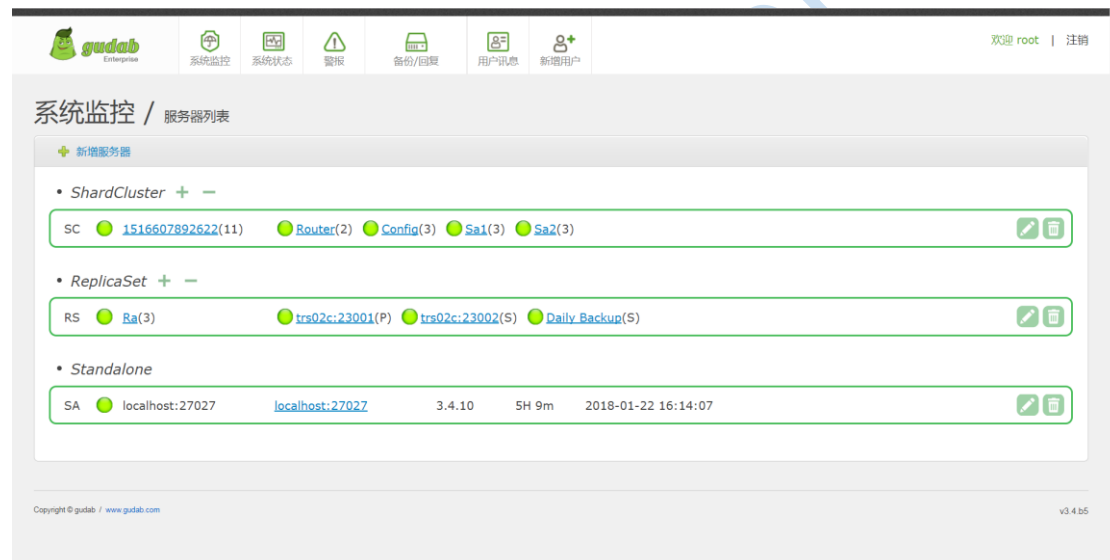 gudab
Enterprise
系统监控 系统状态 警报 备份/回复 用户讯息 新增用户
欢迎 root | 注销
系统监控 / 服务器列表
新增服务器
• ShardCluster + −
SC 1516607892622(11) Router(2) Config(3) Sa1(3) Sa2(3)
• ReplicaSet + −
RS Ra(3) trs02c:23001(P) trs02c:23002(S) Daily Backup(S)
• Standalone
SA localhost:27027 localhost:27027 3.4.10 5H 9m 2018-01-22 16:14:07
Copyright © gudab / www.gudab.com
v3.4.b5